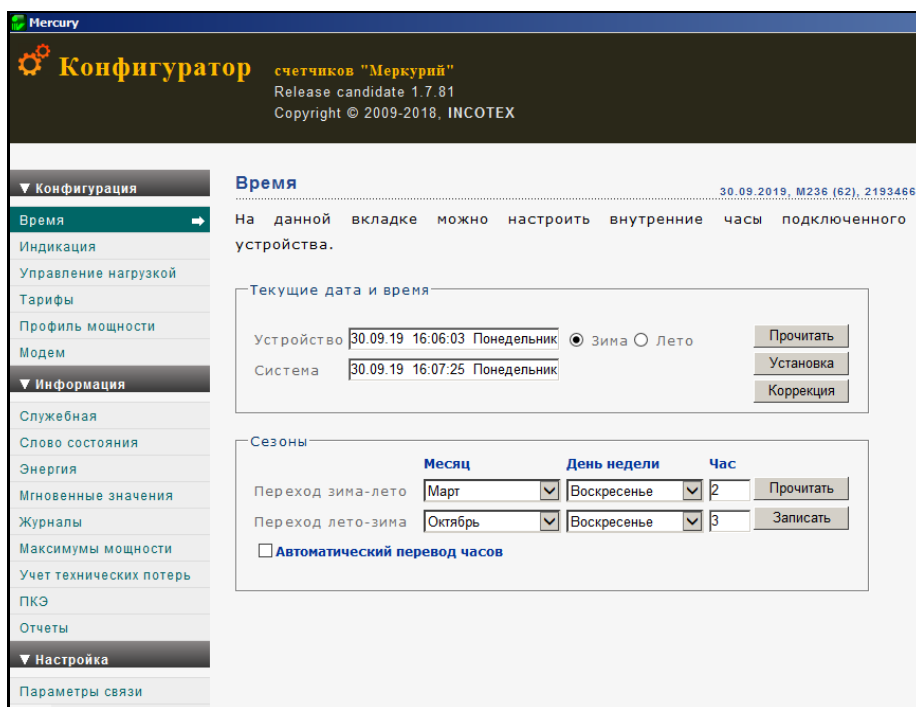 Mercury
Конфигуратор счетчиков "Меркурий"
Release candidate 1.7.81
Copyright © 2009-2018, INCOTEX
▼ Конфигурация
Время
Индикация
Управление нагрузкой
Тарифы
Профиль мощности
Модем
▼ Информация
Служебная
Слово состояния
Энергия
Мгновенные значения
Журналы
Максимумы мощности
Учет технических потерь
ПКЭ
Отчеты
▼ Настройка
Параметры связи
Время
30.09.2019, M236 (62), 2193466
На данной вкладке можно настроить внутренние часы подключенного
устройства.
Текущие дата и время
Устройство 30.09.19 16:06:03 Понедельник Зима Лето Прочитать
Система 30.09.19 16:07:25 Понедельник Установка
Коррекция
Сезоны
Месяц День недели Час
Переход зима-лето Март Воскресенье 2 Прочитать
Переход лето-зима Октябрь Воскресенье 3 Записать
Автоматический перевод часов